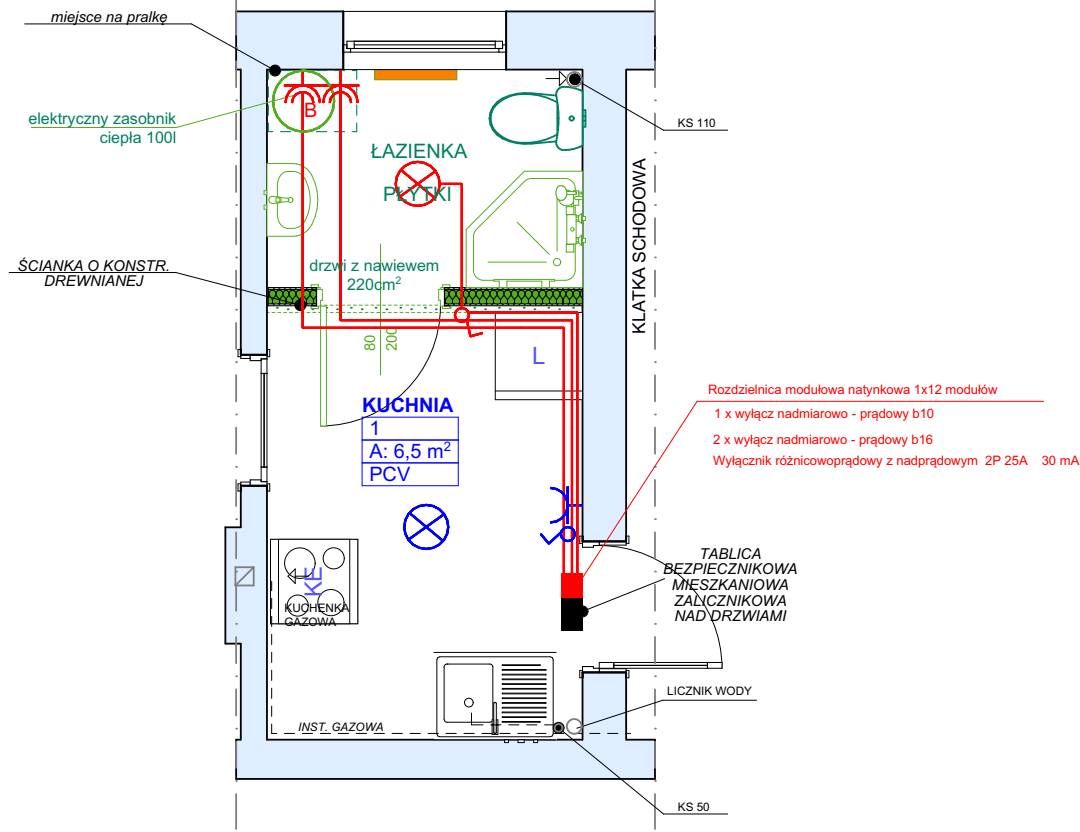 miejsce na pralkę
elektryczny zasobnik
ciepła 100l
B
KS 110
ŁAZIENKA
PŁYTKI
KLATKA SCHODOWA
ŚCIANKA O KONSTR.
DREWNIANEJ
drzwi z nawiewem
220cm²
80
200
L
KUCHNIA
1
A: 6,5 m²
PCV
Rozdzielnica modułowa natynkowa 1x12 modułów
1 x wyłącz nadmiarowo - prądowy b10
2 x wyłącz nadmiarowo - prądowy b16
Wyłącznik różnicowoprądowy z nadprądowym 2P 25A 30 mA
TABLICA
BEZPIECZNIKOWA
MIESZKANIOWA
ZALICZNIKOWA
NAD DRZWIAMI
KE
KUCHENKA
GAZOWA
LICZNIK WODY
INST. GAZOWA
KS 50